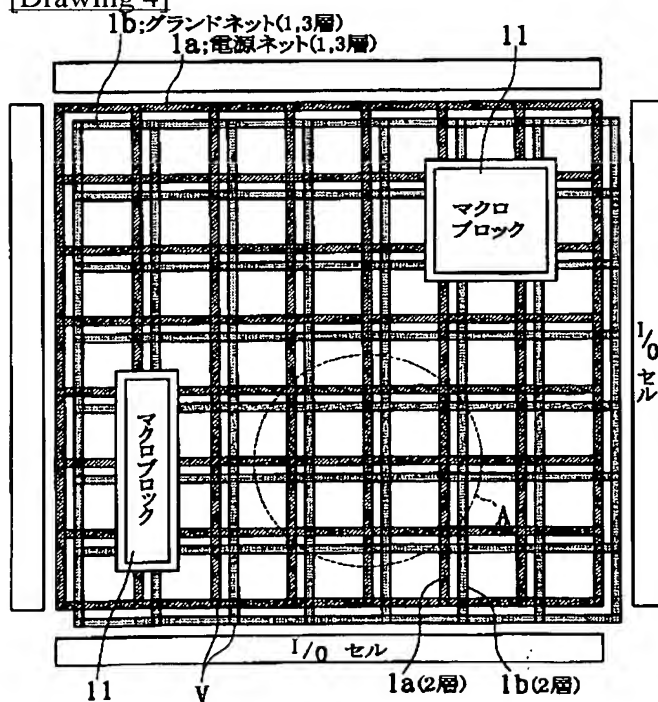 [Drawing 4]
1b;グランドネット(1,3層)
1a;電源ネット(1,3層)
11
マクロ
ブロック
I/O セル
マクロブロック
A
I/O セル
11
V
1a(2層)
1b(2層)